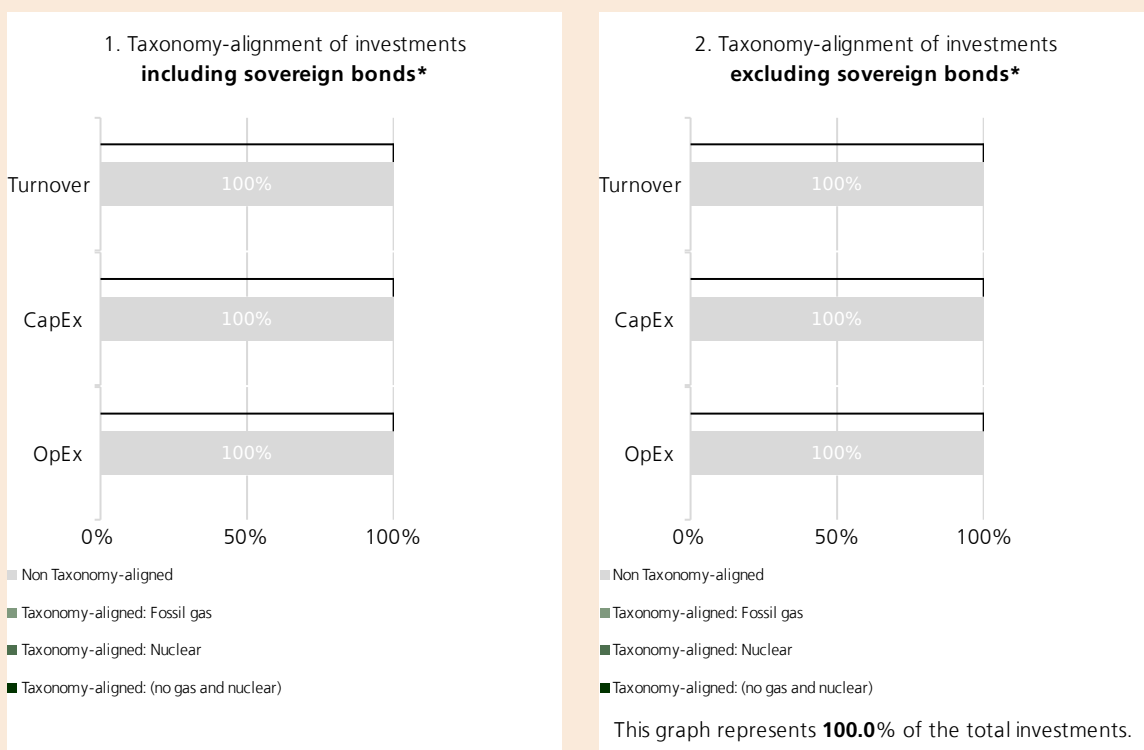 1. Taxonomy-alignment of investments
including sovereign bonds*
Turnover
100%
CapEx
100%
OpEx
100%
0% 50% 100%
Non Taxonomy-aligned
Taxonomy-aligned: Fossil gas
Taxonomy-aligned: Nuclear
Taxonomy-aligned: (no gas and nuclear)
2. Taxonomy-alignment of investments
excluding sovereign bonds*
Turnover
100%
CapEx
100%
OpEx
100%
0% 50% 100%
Non Taxonomy-aligned
Taxonomy-aligned: Fossil gas
Taxonomy-aligned: Nuclear
Taxonomy-aligned: (no gas and nuclear)
This graph represents 100.0% of the total investments.